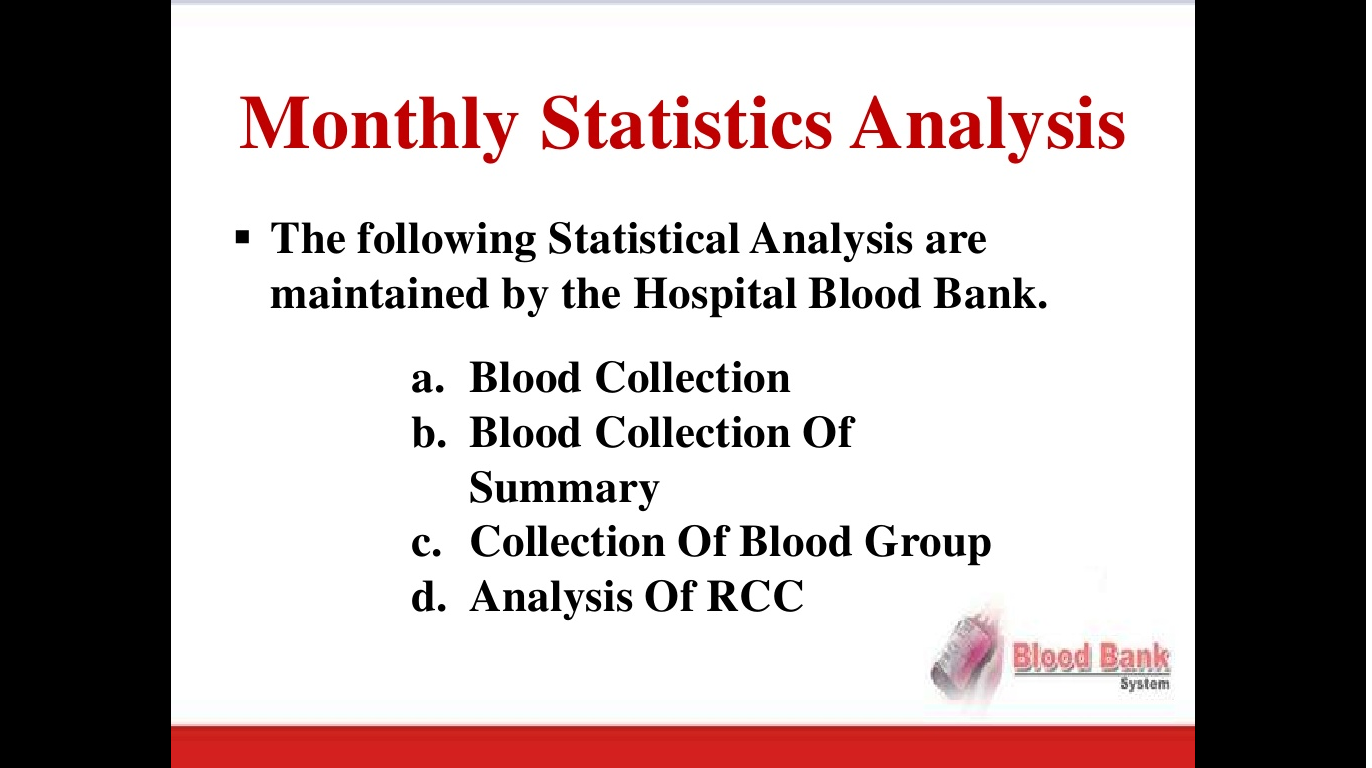 Monthly Statistics Analysis
▪ The following Statistical Analysis are
maintained by the Hospital Blood Bank.
a. Blood Collection
b. Blood Collection Of
Summary
c. Collection Of Blood Group
d. Analysis Of RCC
Blood Bank
System